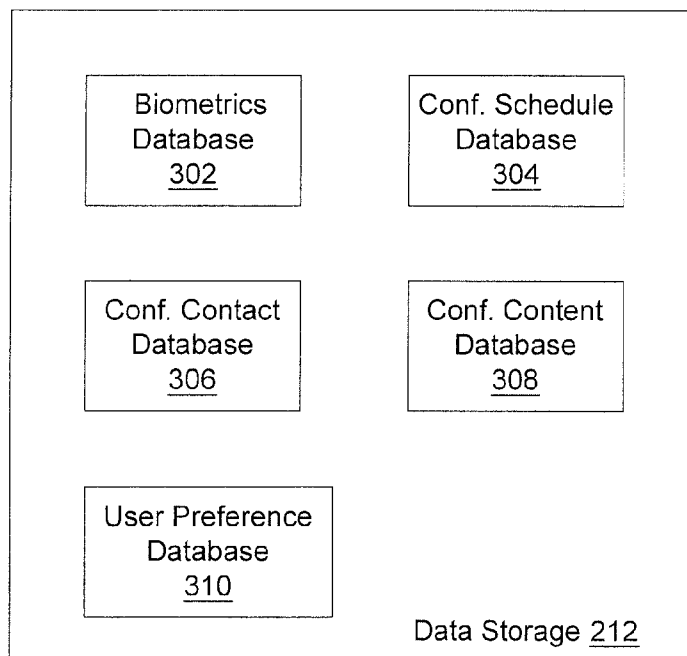 Biometrics
Database
302
Conf. Schedule
Database
304
Conf. Contact
Database
306
Conf. Content
Database
308
User Preference
Database
310
Data Storage 212